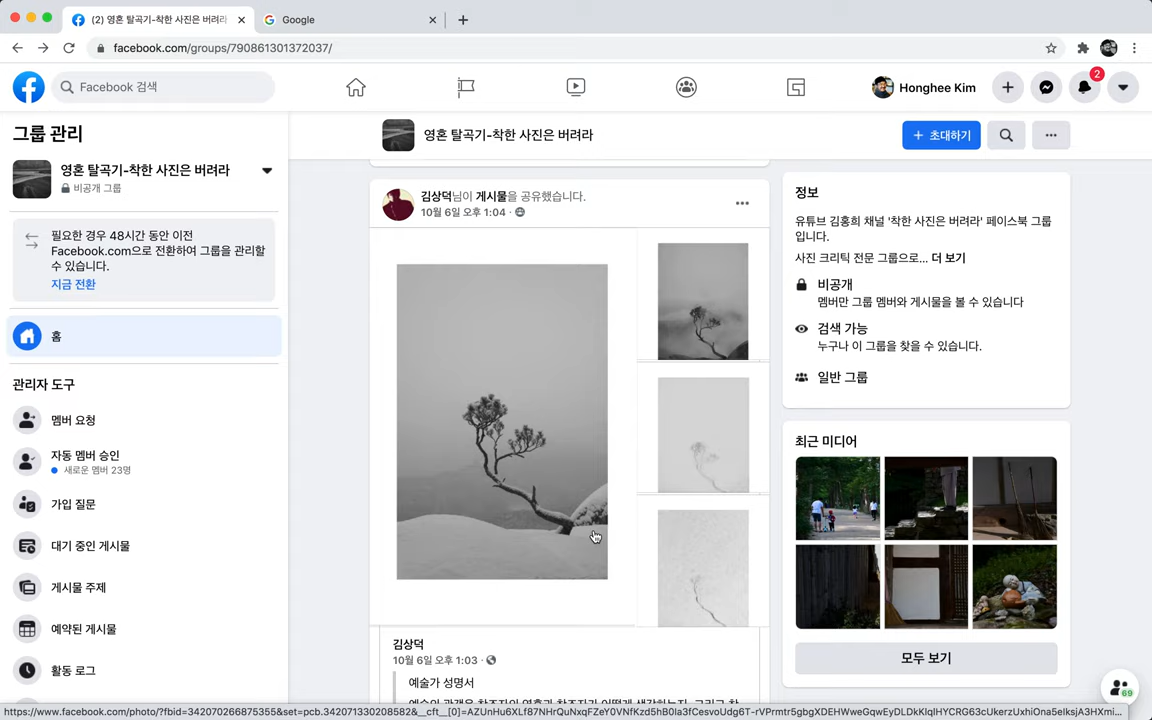 (2) 영혼 탈곡기-착한 사진은 버려라
Google
facebook.com/groups/790861301372037/
Facebook 검색
Honghee Kim
2
그룹 관리
영혼 탈곡기-착한 사진은 버려라
비공개 그룹
필요한 경우 48시간 동안 이전
Facebook.com으로 전환하여 그룹을 관리할
수 있습니다.
지금 전환
홈
관리자 도구
멤버 요청
자동 멤버 승인
새로운 멤버 23명
가입 질문
대기 중인 게시물
게시물 주제
예약된 게시물
활동 로그
영혼 탈곡기-착한 사진은 버려라
초대하기
김상덕님이 게시물을 공유했습니다.
10월 6일 오후 1:04
김상덕
10월 6일 오후 1:03
예술가 성명서
정보
유튜브 김홍희 채널 '착한 사진은 버려라' 페이스북 그룹
입니다.
사진 크리틱 전문 그룹으로... 더 보기
비공개
멤버만 그룹 멤버와 게시물을 볼 수 있습니다
검색 가능
누구나 이 그룹을 찾을 수 있습니다.
일반 그룹
최근 미디어
모두 보기
69